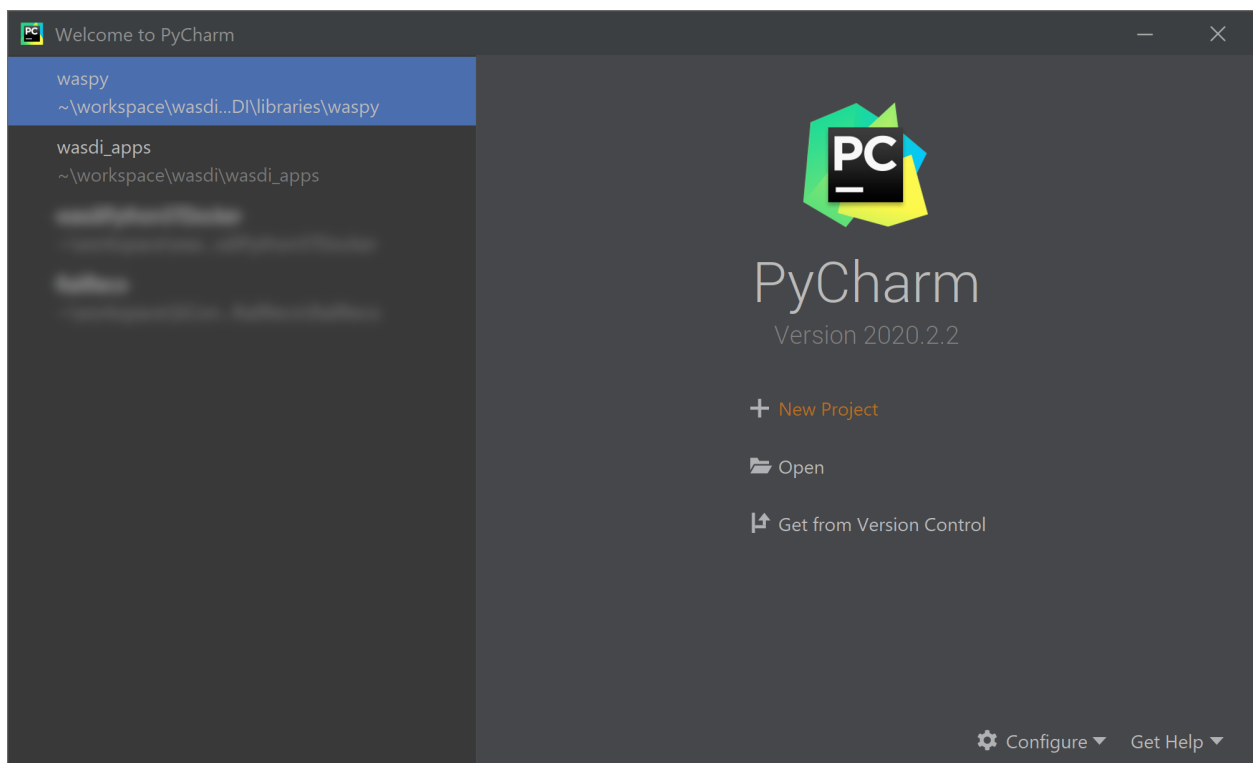 PC Welcome to PyCharm
waspy
~\workspace\wasdi...DI\libraries\waspy
wasdi_apps
~\workspace\wasdi\wasdi_apps
PC
PyCharm
Version 2020.2.2
New Project
Open
Get from Version Control
Configure
Get Help